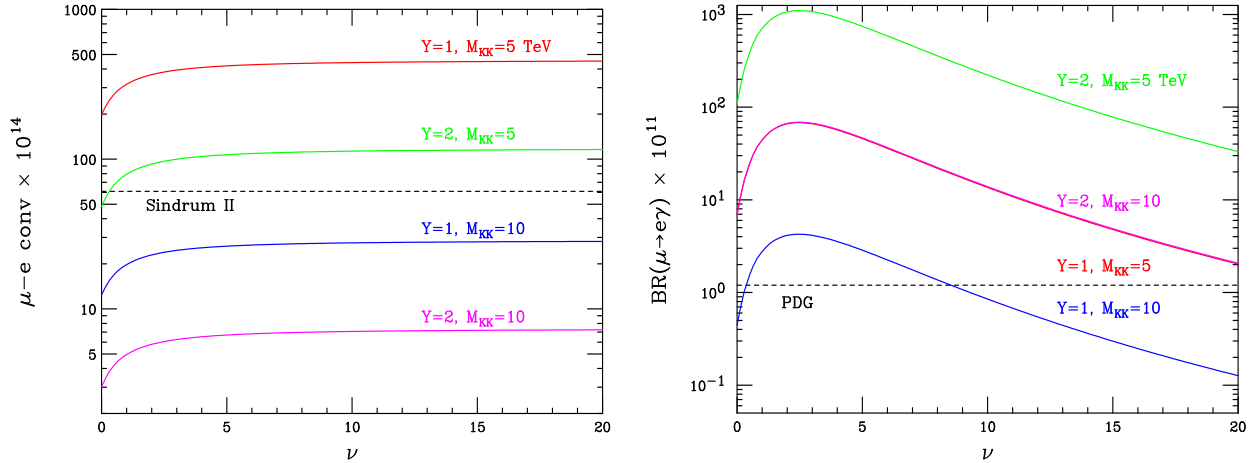 1000
500
100
50
10
5
0
5
10
15
20
ν
μ−e conv × 10^14
Y=1, M_KK=5 TeV
Y=2, M_KK=5
Sindrum II
Y=1, M_KK=10
Y=2, M_KK=10
10^3
10^2
10^1
10^0
10^−1
0
5
10
15
20
ν
BR(μ→eγ) × 10^11
Y=2, M_KK=5 TeV
Y=2, M_KK=10
Y=1, M_KK=5
PDG
Y=1, M_KK=10